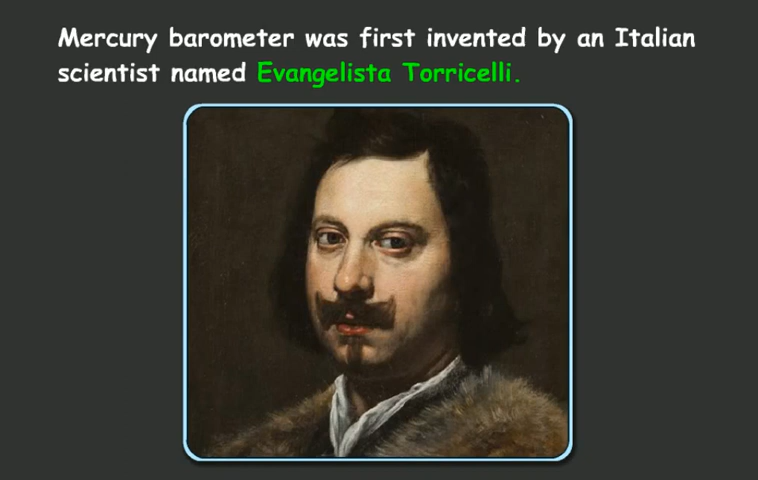 Mercury barometer was first invented by an Italian
scientist named Evangelista Torricelli.